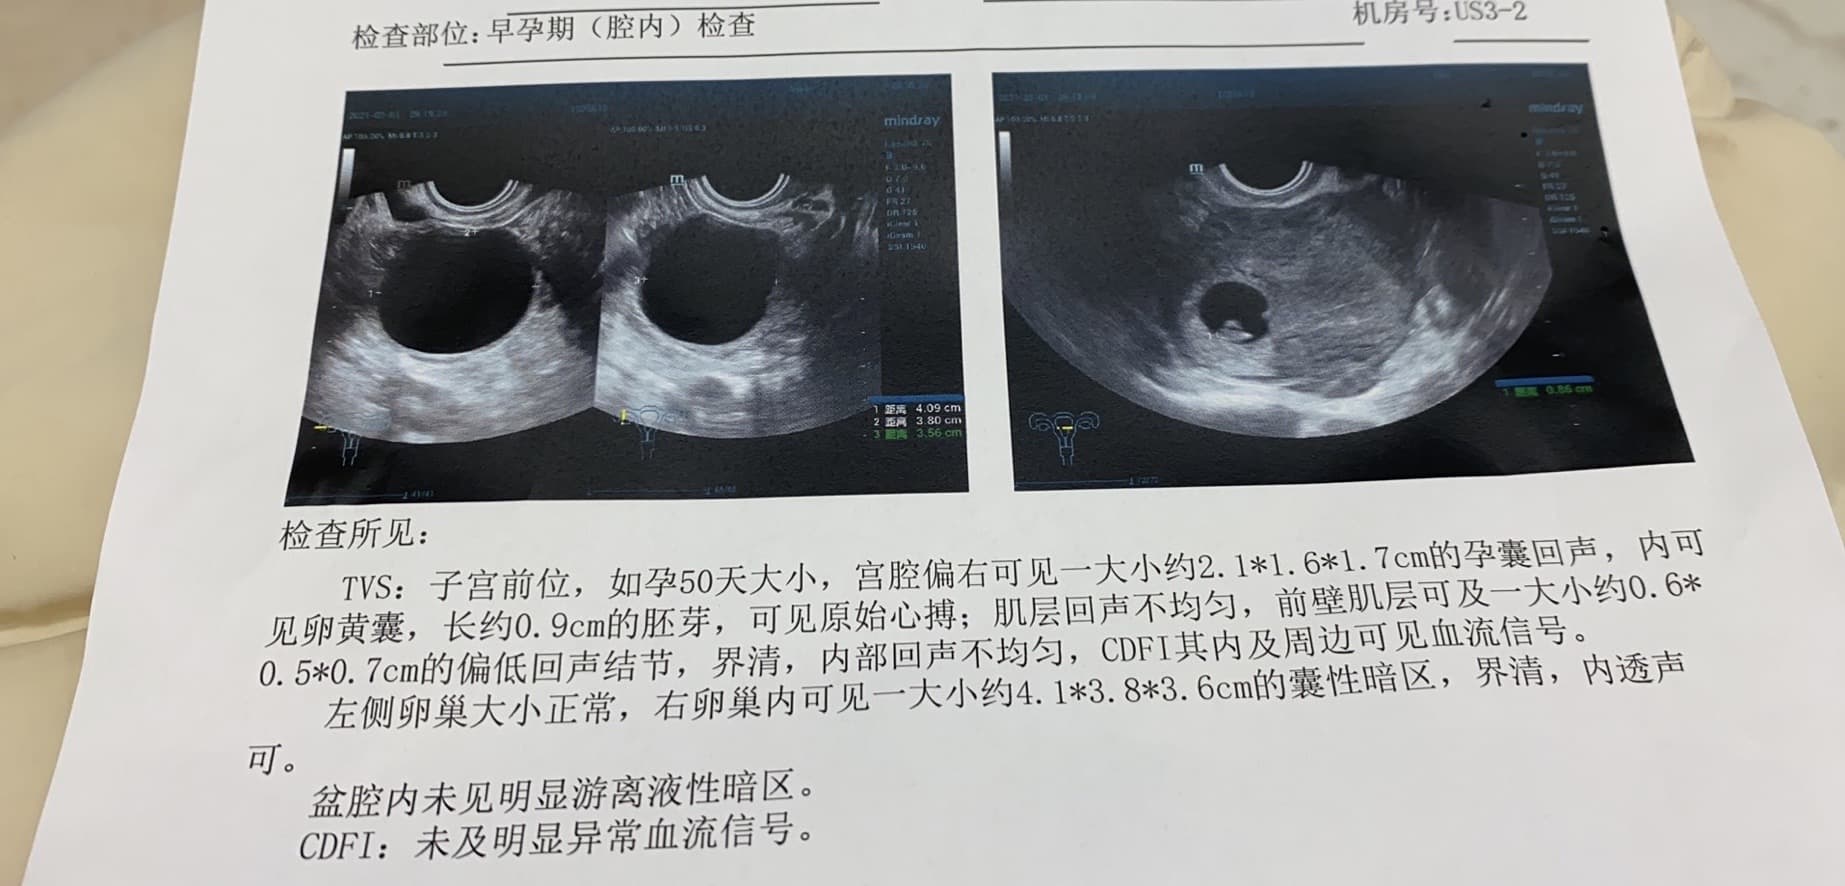 检查部位:早孕期（腔内）检查
机房号:US3-2
mindray
mindray
m
m
m
1 距离 4.09 cm
2 距离 3.80 cm
3 距离 3.56 cm
1 距离 0.86 cm
检查所见：
TVS：子宫前位，如孕50天大小，宫腔偏右可见一大小约2.1*1.6*1.7cm的孕囊回声，内可
见卵黄囊，长约0.9cm的胚芽，可见原始心搏；肌层回声不均匀，前壁肌层可及一大小约0.6*
0.5*0.7cm的偏低回声结节，界清，内部回声不均匀，CDFI其内及周边可见血流信号。
左侧卵巢大小正常，右卵巢内可见一大小约4.1*3.8*3.6cm的囊性暗区，界清，内透声
可。
盆腔内未见明显游离液性暗区。
CDFI：未及明显异常血流信号。